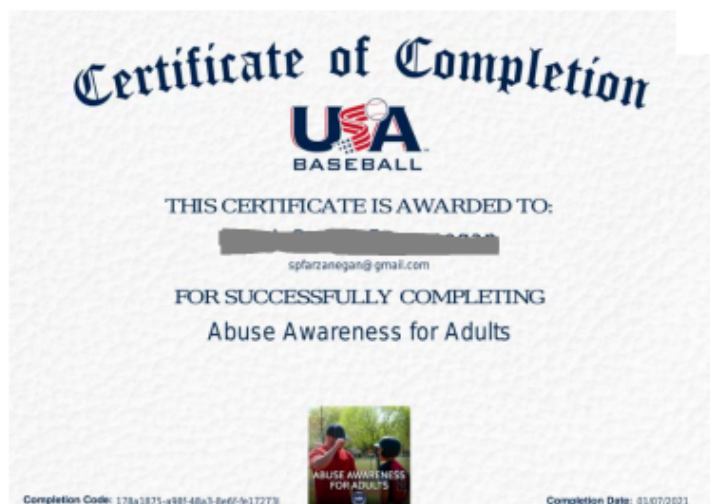 Certificate of Completion
USA
BASEBALL
THIS CERTIFICATE IS AWARDED TO:
spfarzanegan@gmail.com
FOR SUCCESSFULLY COMPLETING
Abuse Awareness for Adults
ABUSE AWARENESS
FOR ADULTS
Completion Code:
Completion Date: 01/07/2021